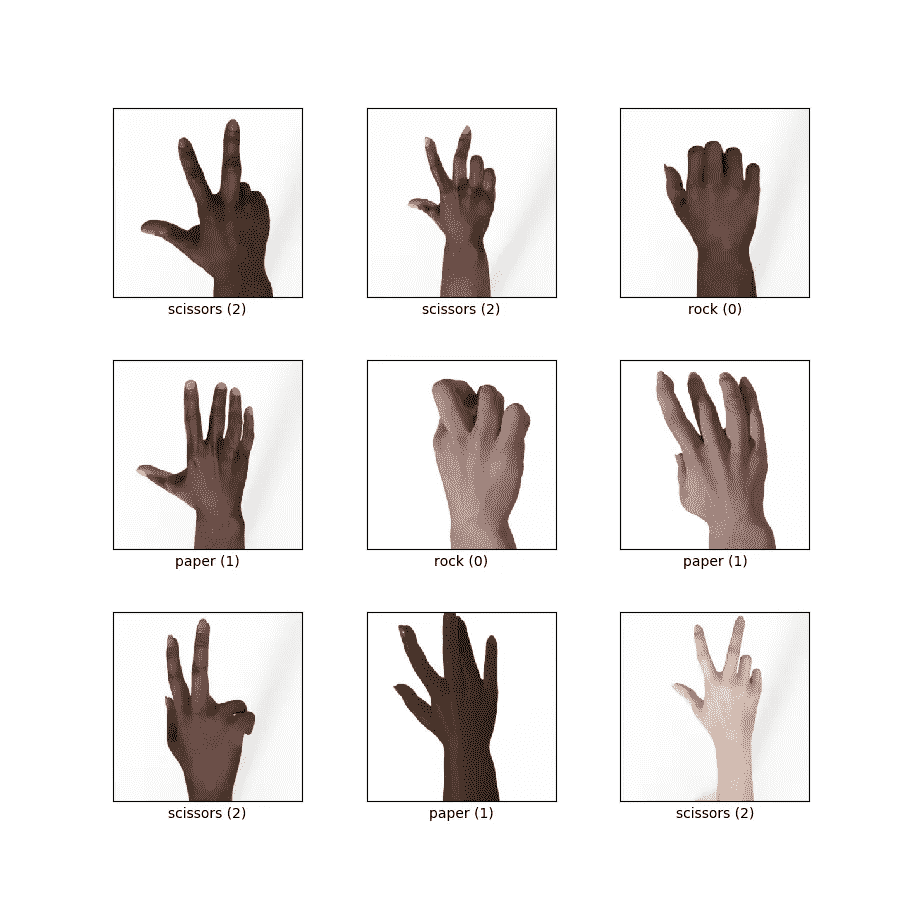 scissors (2)
scissors (2)
rock (0)
paper (1)
rock (0)
paper (1)
scissors (2)
paper (1)
scissors (2)